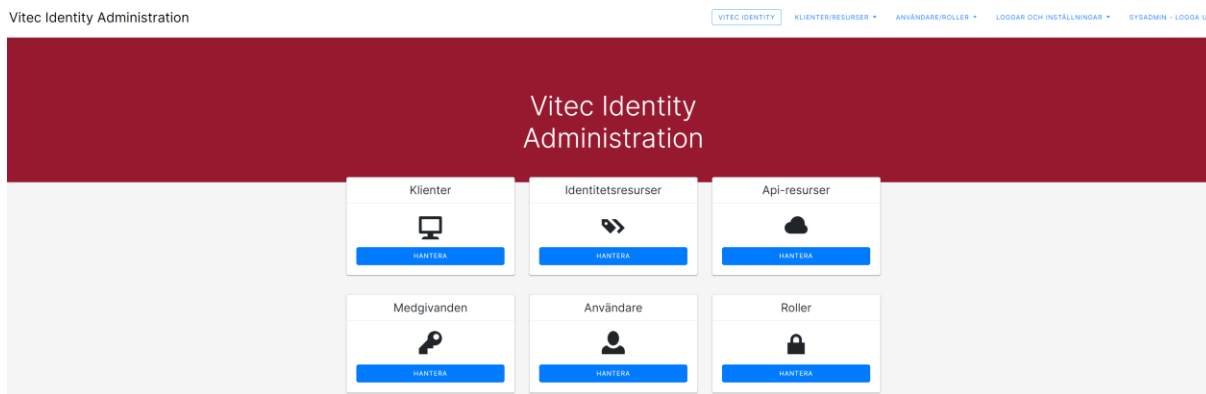 Vitec Identity Administration
VITEC IDENTITY KLIENTER/RESURSER ANVÄNDARE/ROLLER LOGGAR OCH INSTÄLLNINGAR SYSADMIN - LOGGA
Vitec Identity
Administration
Klienter Identitetsresurser Api-resurser
HANTERA HANTERA HANTERA
Medgivanden Användare Roller
HANTERA HANTERA HANTERA